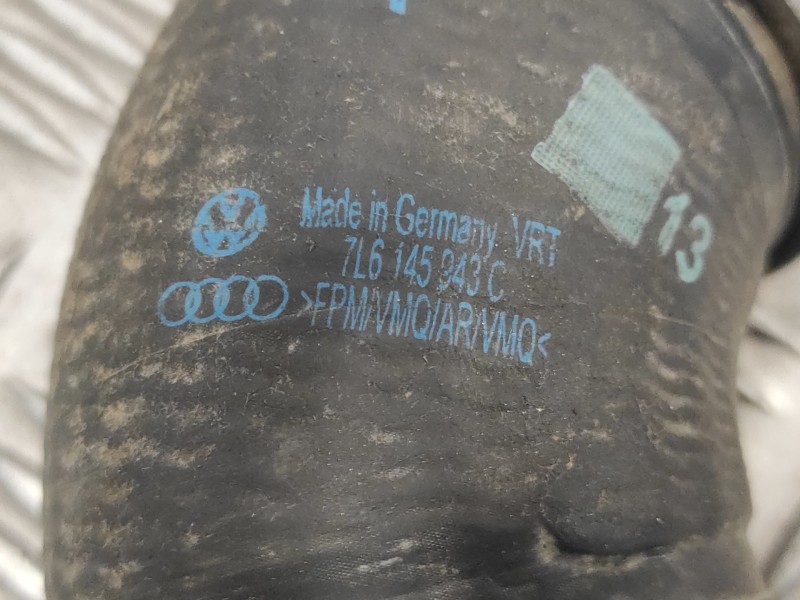 Made in Germany VRT
7L6 145 943 C
>FPM/VMQ/AR/VMQ<
13